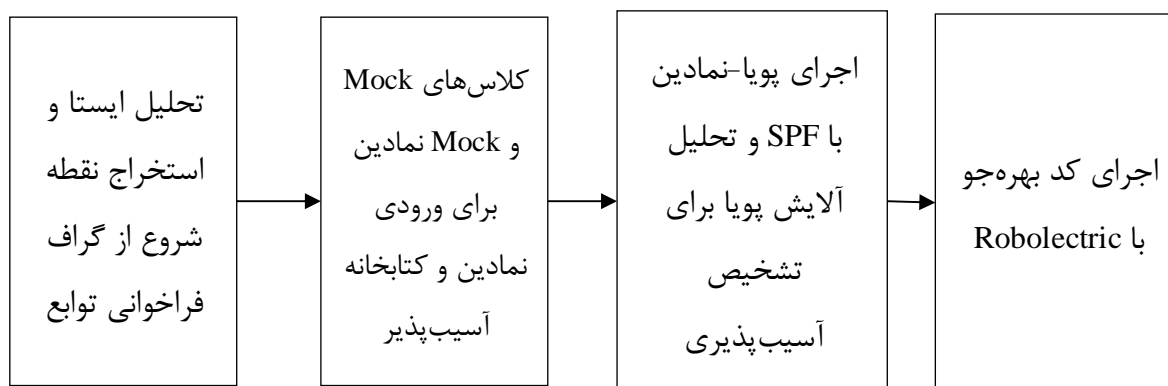 تحلیل ایستا و
استخراج نقطه
شروع از گراف
فراخوانی توابع
کلاس‌های Mock
و Mock نمادین
برای ورودی
نمادین و کتابخانه
آسیب‌پذیر
اجرای پویا-نمادین
با SPF و تحلیل
آلایش پویا برای
تشخیص
آسیب‌پذیری
اجرای کد بهره‌جو
با Robolectric